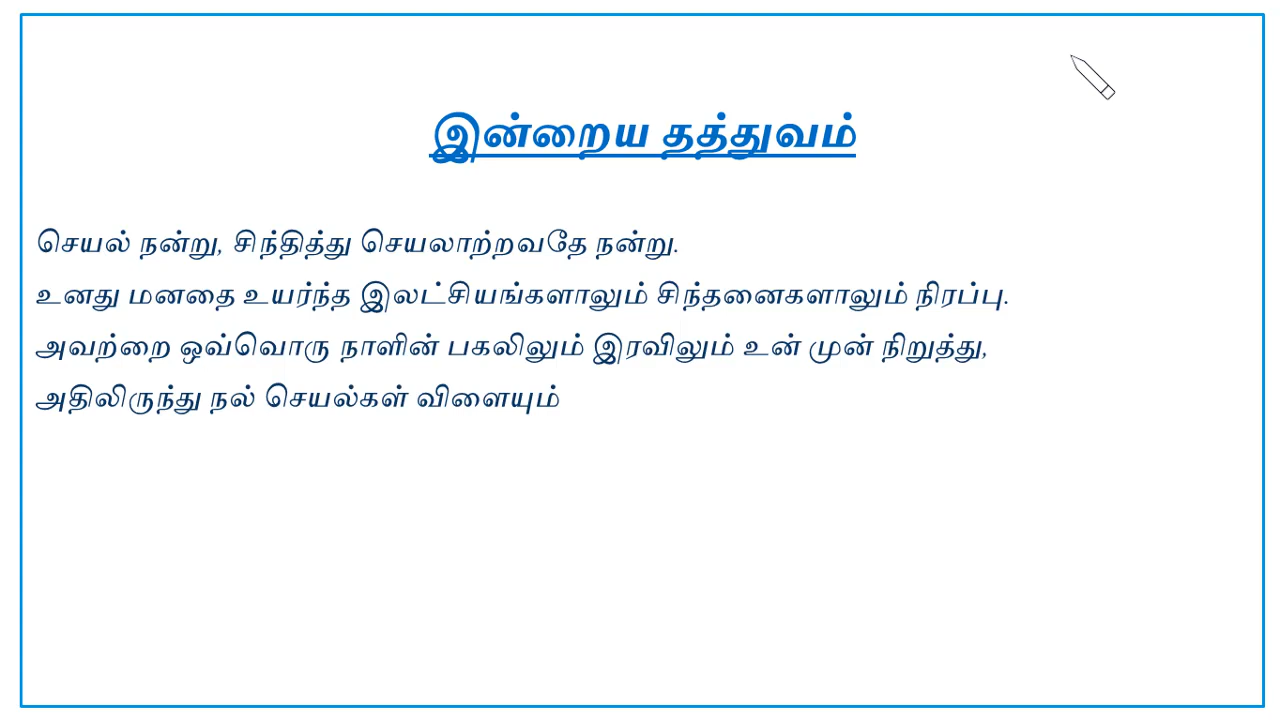 இன்றைய தத்துவம்
செயல் நன்று, சிந்தித்து செயலாற்றவதே நன்று.
உனது மனதை உயர்ந்த இலட்சியங்களாலும் சிந்தனைகளாலும் நிரப்பு.
அவற்றை ஒவ்வொரு நாளின் பகலிலும் இரவிலும் உன் முன் நிறுத்து,
அதிலிருந்து நல் செயல்கள் விளையும்